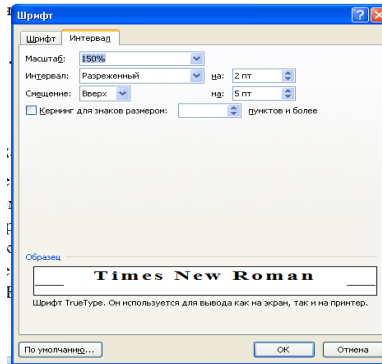 Шрифт
Шрифт Интервал
Масштаб: 150%
Интервал: Разреженный на: 2 пт
Смещение: Вверх на: 5 пт
Кернинг для знаков размером: пунктов и более
Образец
Times New Roman
Шрифт TrueType. Он используется для вывода как на экран, так и на принтер.
По умолчанию... ОК Отмена